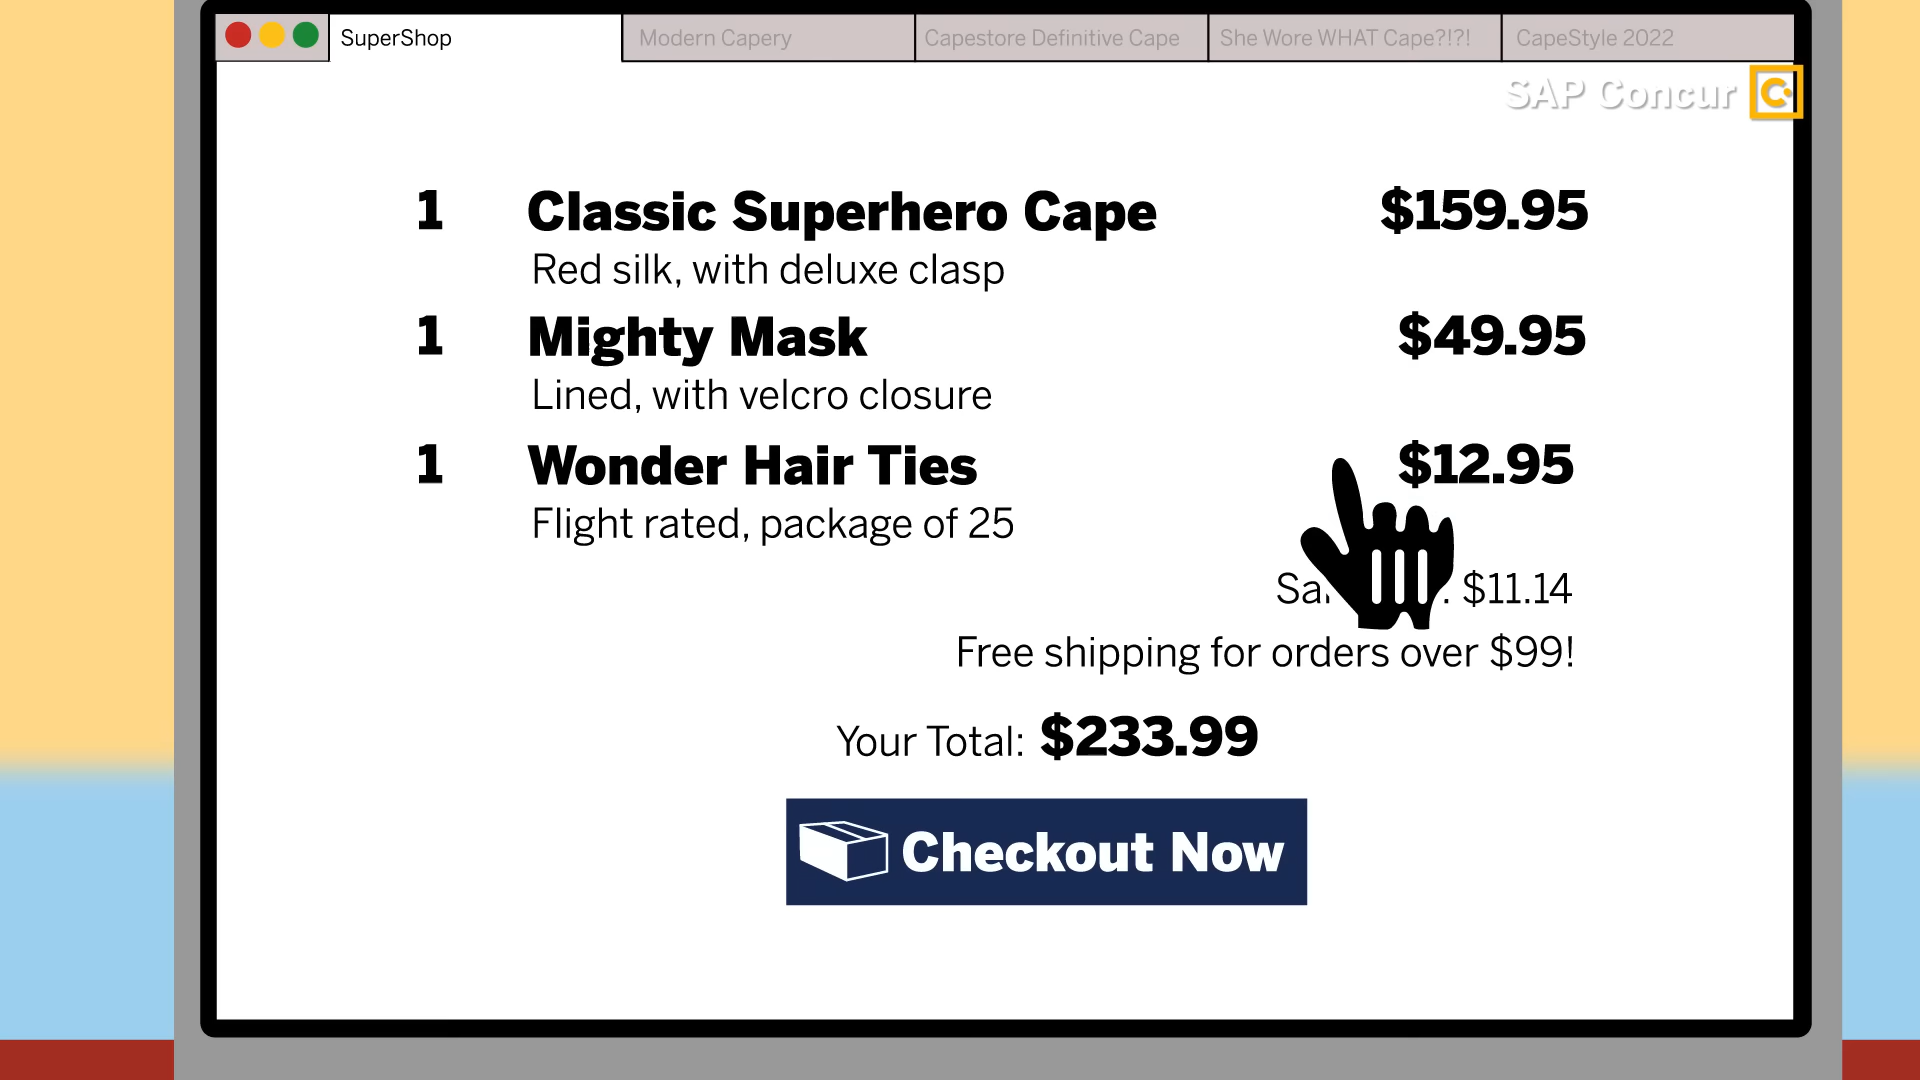 SuperShop
Modern Capery
Capestore Definitive Cape
She Wore WHAT Cape?!?!
CapeStyle 2022
SAP Concur
1 Classic Superhero Cape $159.95
Red silk, with deluxe clasp
1 Mighty Mask $49.95
Lined, with velcro closure
1 Wonder Hair Ties $12.95
Flight rated, package of 25
$11.14
Free shipping for orders over $99!
Your Total: $233.99
Checkout Now